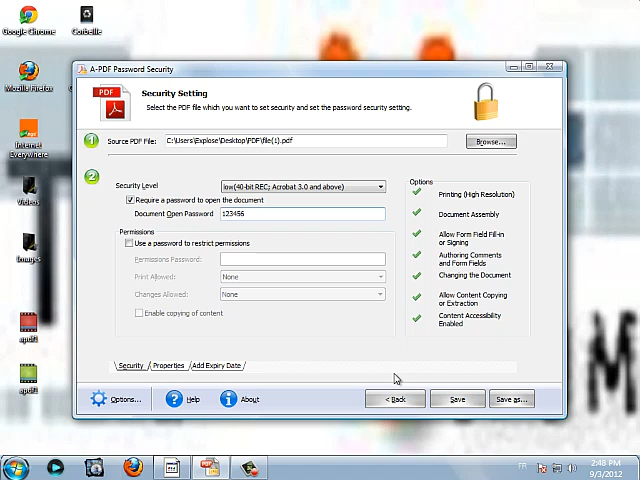 Google Chrome
Corbeille
Mozilla Firefox
Internet
Everywhere
Videos
Images
apdf1
apdf1
A-PDF Password Security
PDF
Security Setting
Select the PDF file which you want to set security and set the password security setting.
1
Source PDF File:
C:\Users\Explose\Desktop\PDF\file(1).pdf
Browse...
2
Security Level
low(40-bit REC; Acrobat 3.0 and above)
Require a password to open the document
Document Open Password
123456
Permissions
Use a password to restrict permissions
Permissions Password:
Print Allowed:
None
Changes Allowed:
None
Enable copying of content
Options
Printing (High Resolution)
Document Assembly
Allow Form Field Fill-in
or Signing
Authoring Comments
and Form Fields
Changing the Document
Allow Content Copying
or Extraction
Content Accessibility
Enabled
Security
Properties
Add Expiry Date
Options...
Help
About
< Back
Save
Save as...
M
FR
2:48 PM
9/3/2012